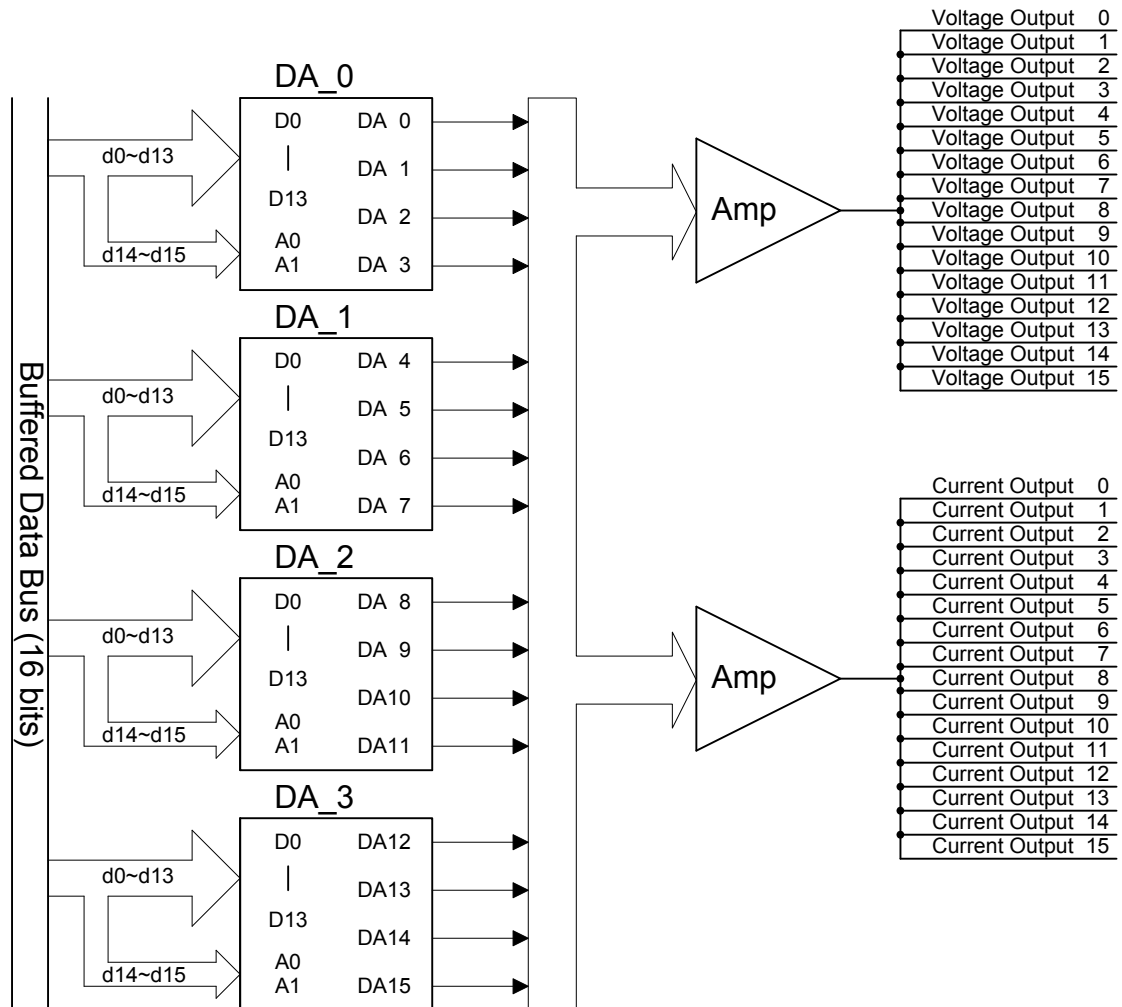 Buffered Data Bus (16 bits)
DA_0
d0~d13
d14~d15
D0
D13
A0
A1
DA 0
DA 1
DA 2
DA 3
DA_1
d0~d13
d14~d15
D0
D13
A0
A1
DA 4
DA 5
DA 6
DA 7
DA_2
d0~d13
d14~d15
D0
D13
A0
A1
DA 8
DA 9
DA10
DA11
DA_3
d0~d13
d14~d15
D0
D13
A0
A1
DA12
DA13
DA14
DA15
Amp
Voltage Output 0
Voltage Output 1
Voltage Output 2
Voltage Output 3
Voltage Output 4
Voltage Output 5
Voltage Output 6
Voltage Output 7
Voltage Output 8
Voltage Output 9
Voltage Output 10
Voltage Output 11
Voltage Output 12
Voltage Output 13
Voltage Output 14
Voltage Output 15
Amp
Current Output 0
Current Output 1
Current Output 2
Current Output 3
Current Output 4
Current Output 5
Current Output 6
Current Output 7
Current Output 8
Current Output 9
Current Output 10
Current Output 11
Current Output 12
Current Output 13
Current Output 14
Current Output 15